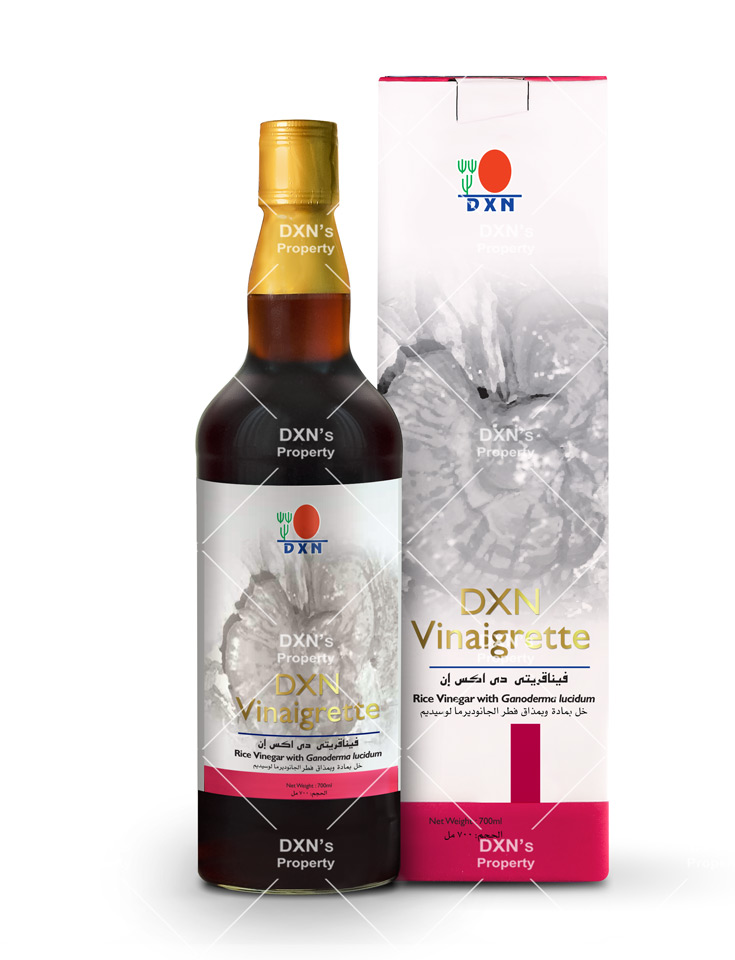 DXN
DXN
Vinaigrette
فيناقريتي دي اكس إن
Rice Vinegar with Ganoderma lucidum
خل بمادة وبمذاق فطر الجانوديرما لوسيديم
Net Weight : 700ml
الحجم: ٧٠٠ مل
DXN
DXN
Vinaigrette
فيناقريتي دي اكس إن
Rice Vinegar with Ganoderma lucidum
خل بمادة وبمذاق فطر الجانوديرما لوسيديم
Net Weight : 700ml
الحجم: ٧٠٠ مل
DXN's
Property
DXN's
Property
DXN's
Property
DXN's
Property
DXN's
Property
DXN's
Property
DXN's
Property
DXN's
Property